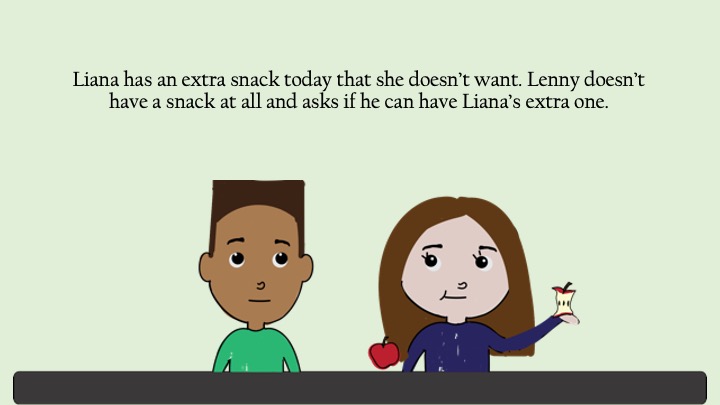 Liana has an extra snack today that she doesn’t want. Lenny doesn’t
have a snack at all and asks if he can have Liana’s extra one.